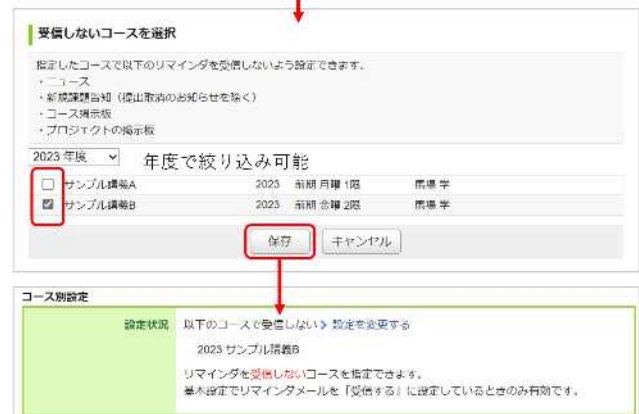 受信しないコースを選択
指定したコースで以下のリマインダを受信しないよう設定できます。
・ニュース
・新規課題告知（提出取消のお知らせを除く）
・コース掲示板
・プロジェクトの掲示板
2023年度 年度で絞り込み可能
サンプル講義A 2023 前期 月曜 1限 馬場 学
サンプル講義B 2023 前期 金曜 2限 馬場 学
保存 キャンセル
コース別設定
設定状況 以下のコースで受信しない 設定を変更する
2023 サンプル講義B
リマインダを受信しないコースを指定できます。
基本設定でリマインダメールを「受信する」に設定しているときのみ有効です。